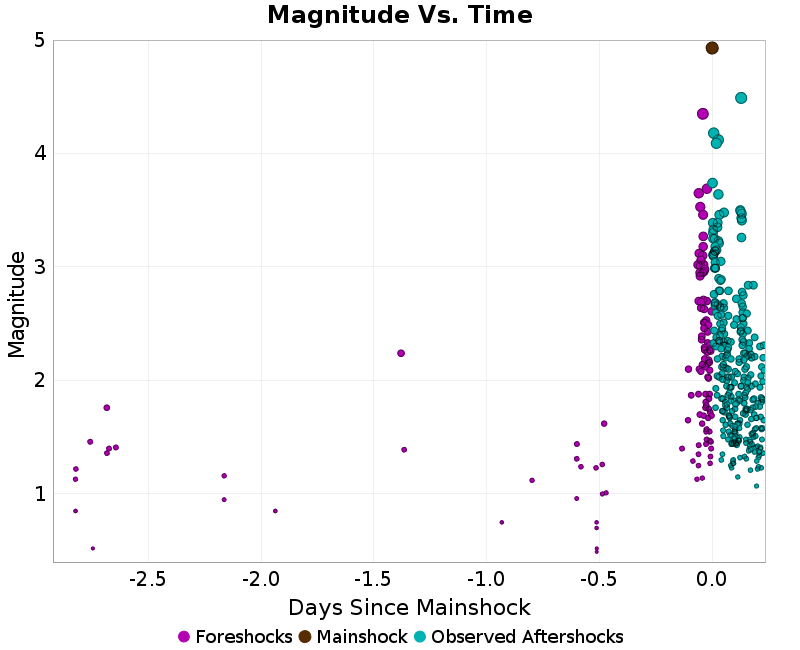 Magnitude Vs. Time
5
4
3
2
1
Magnitude
-2.5 -2.0 -1.5 -1.0 -0.5 0.0
Days Since Mainshock
Foreshocks Mainshock Observed Aftershocks